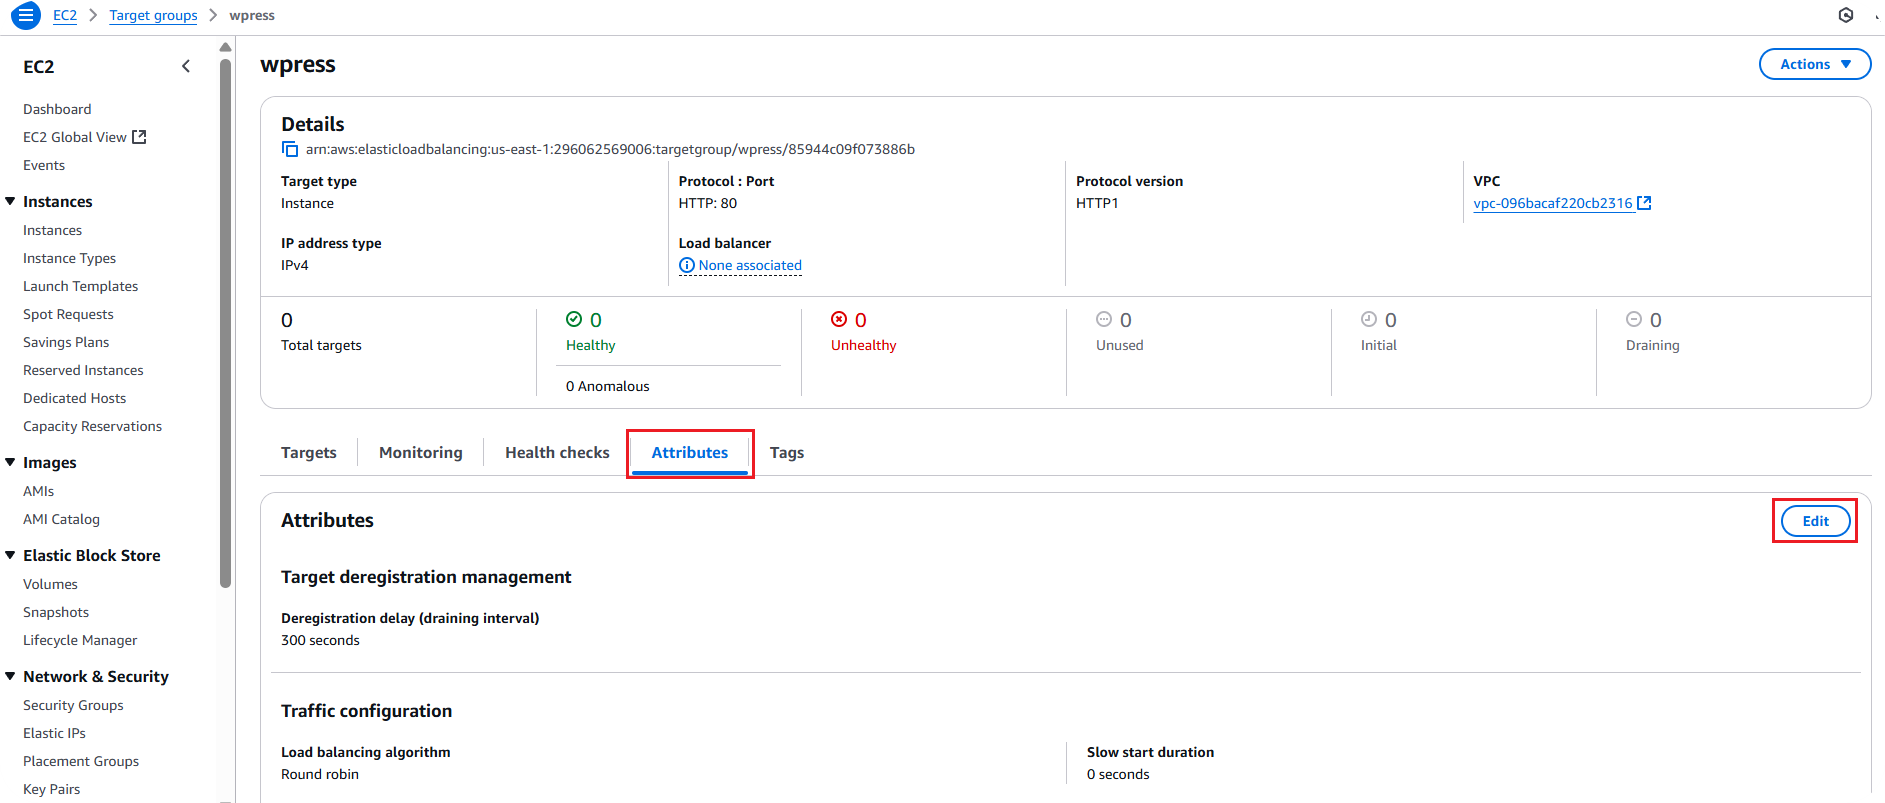 EC2 > Target groups > wpress
EC2
Dashboard
EC2 Global View
Events
Instances
Instances
Instance Types
Launch Templates
Spot Requests
Savings Plans
Reserved Instances
Dedicated Hosts
Capacity Reservations
Images
AMIs
AMI Catalog
Elastic Block Store
Volumes
Snapshots
Lifecycle Manager
Network & Security
Security Groups
Elastic IPs
Placement Groups
Key Pairs
wpress
Actions
Details
arn:aws:elasticloadbalancing:us-east-1:296062569006:targetgroup/wpress/85944c09f073886b
Target type
Instance
Protocol : Port
HTTP: 80
Protocol version
HTTP1
VPC
vpc-096bacaf220cb2316
IP address type
IPv4
Load balancer
None associated
0
Total targets
0
Healthy
0 Anomalous
0
Unhealthy
0
Unused
0
Initial
0
Draining
Targets
Monitoring
Health checks
Attributes
Tags
Attributes
Edit
Target deregistration management
Deregistration delay (draining interval)
300 seconds
Traffic configuration
Load balancing algorithm
Round robin
Slow start duration
0 seconds